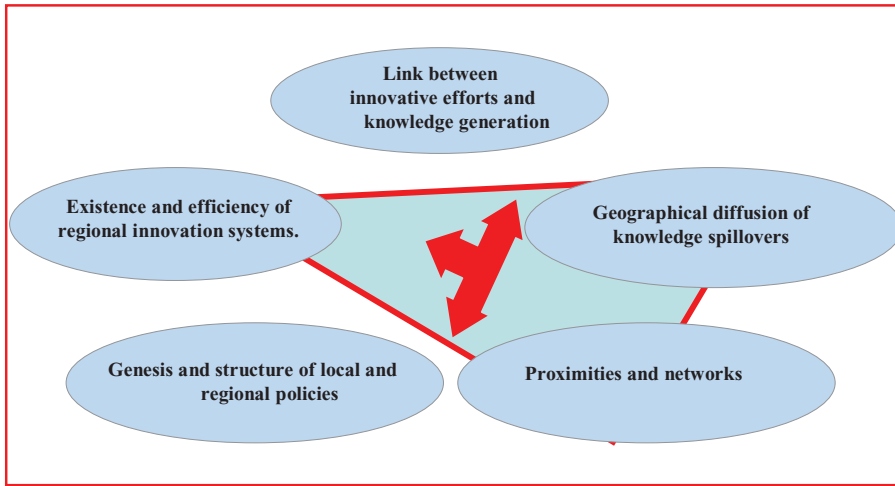 Link between
innovative efforts and
knowledge generation
Existence and efficiency of
regional innovation systems.
Geographical diffusion of
knowledge spillovers
Genesis and structure of local and
regional policies
Proximities and networks